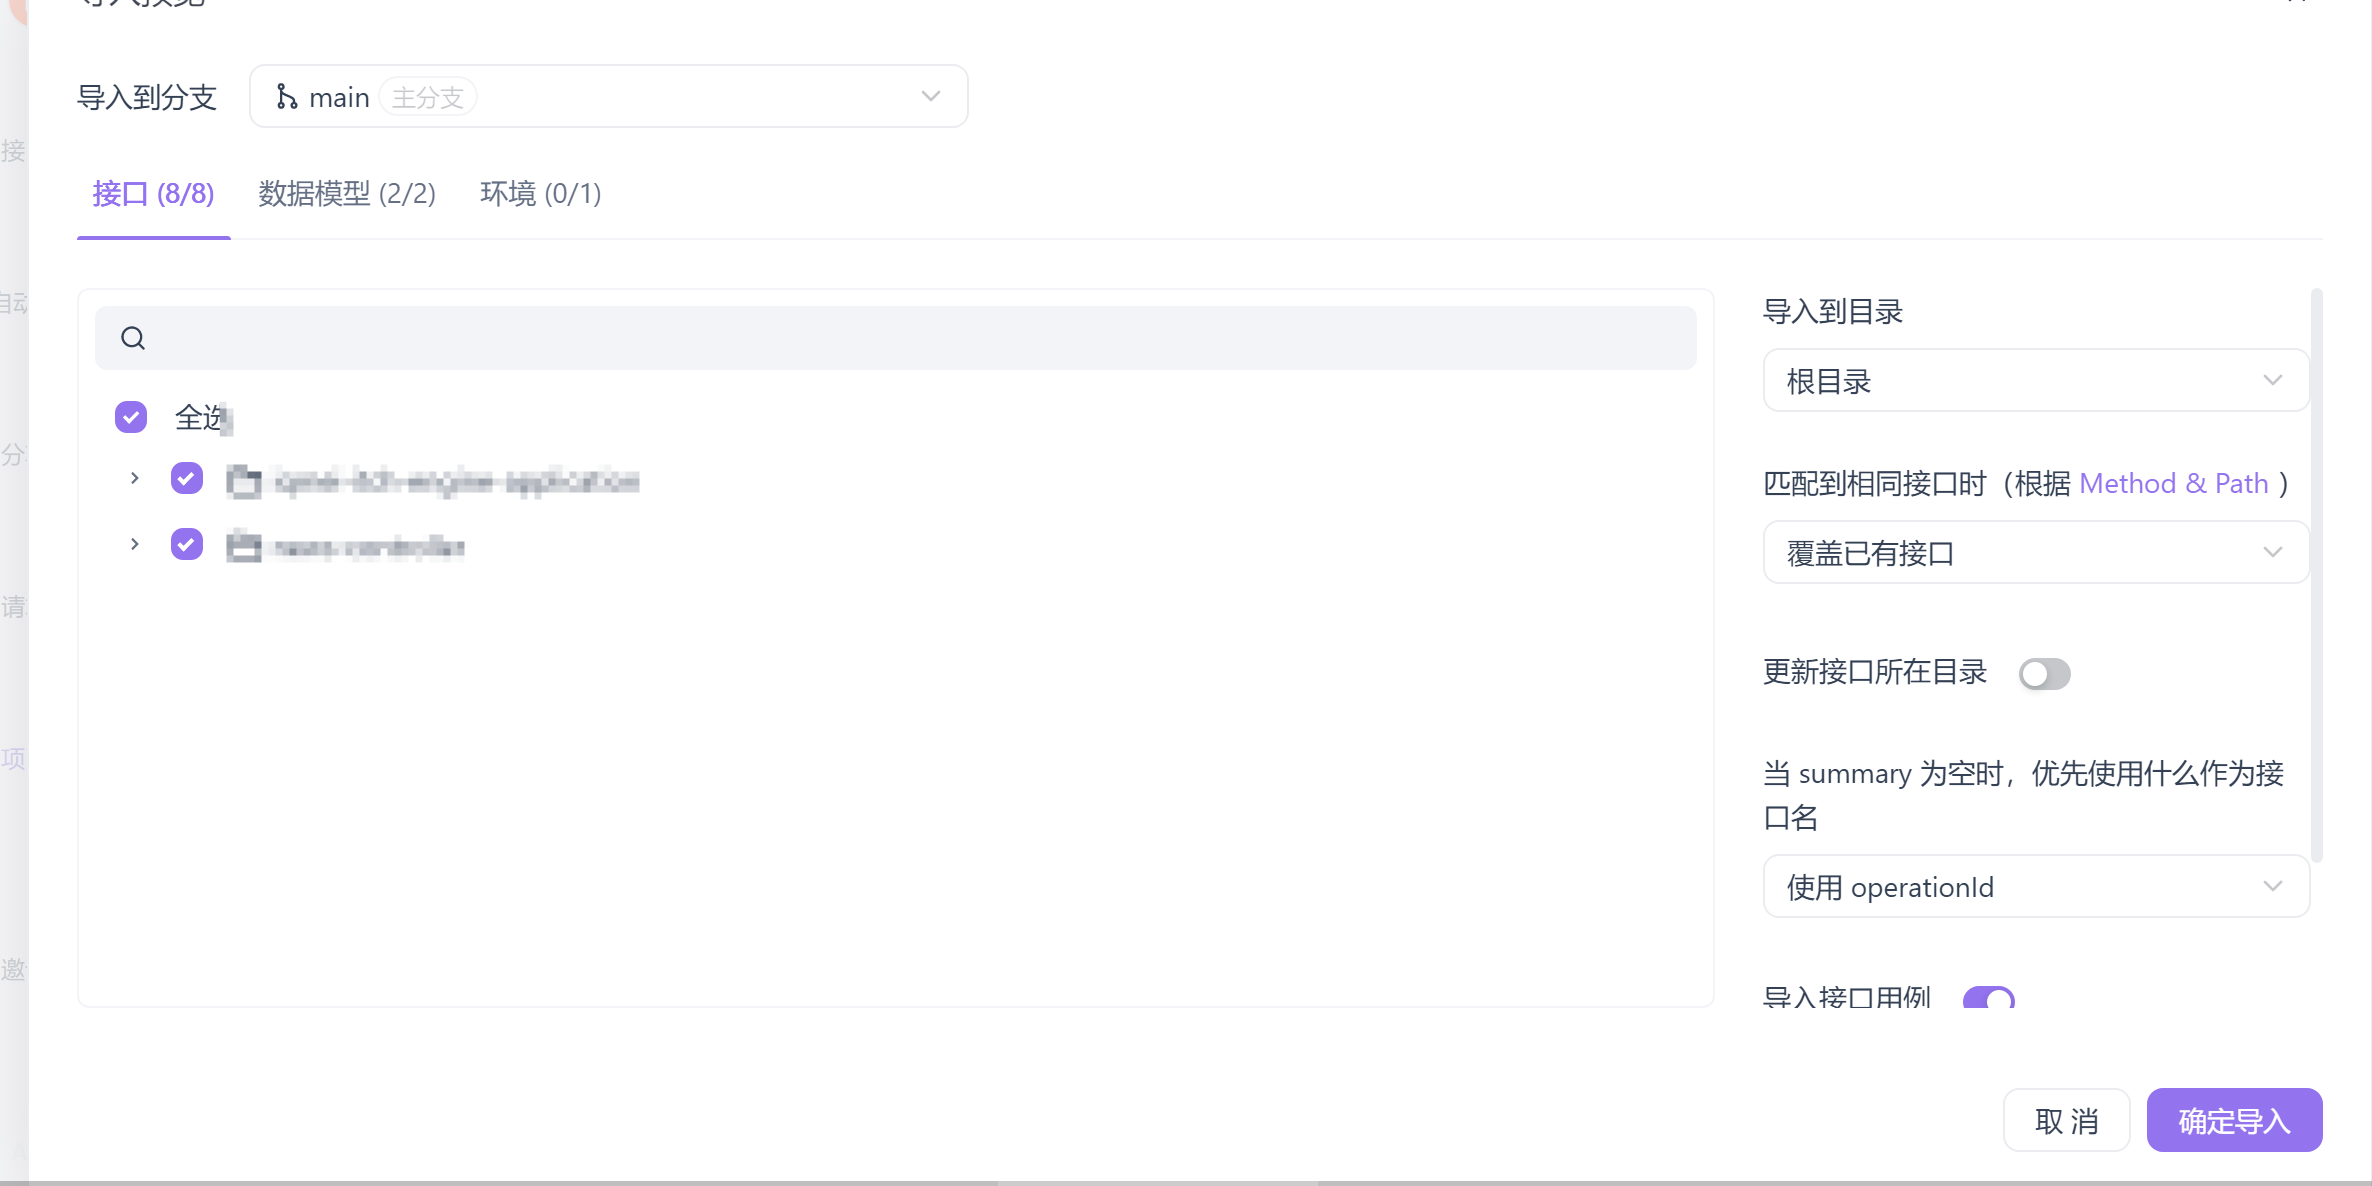 导入到分支
main 主分支
接口 (8/8) 数据模型 (2/2) 环境 (0/1)
导入到目录
根目录
匹配到相同接口时（根据 Method & Path ）
覆盖已有接口
更新接口所在目录
当 summary 为空时，优先使用什么作为接
口名
使用 operationId
导入接口用例
全选
取 消
确定导入
接
自动
分
请
项
邀